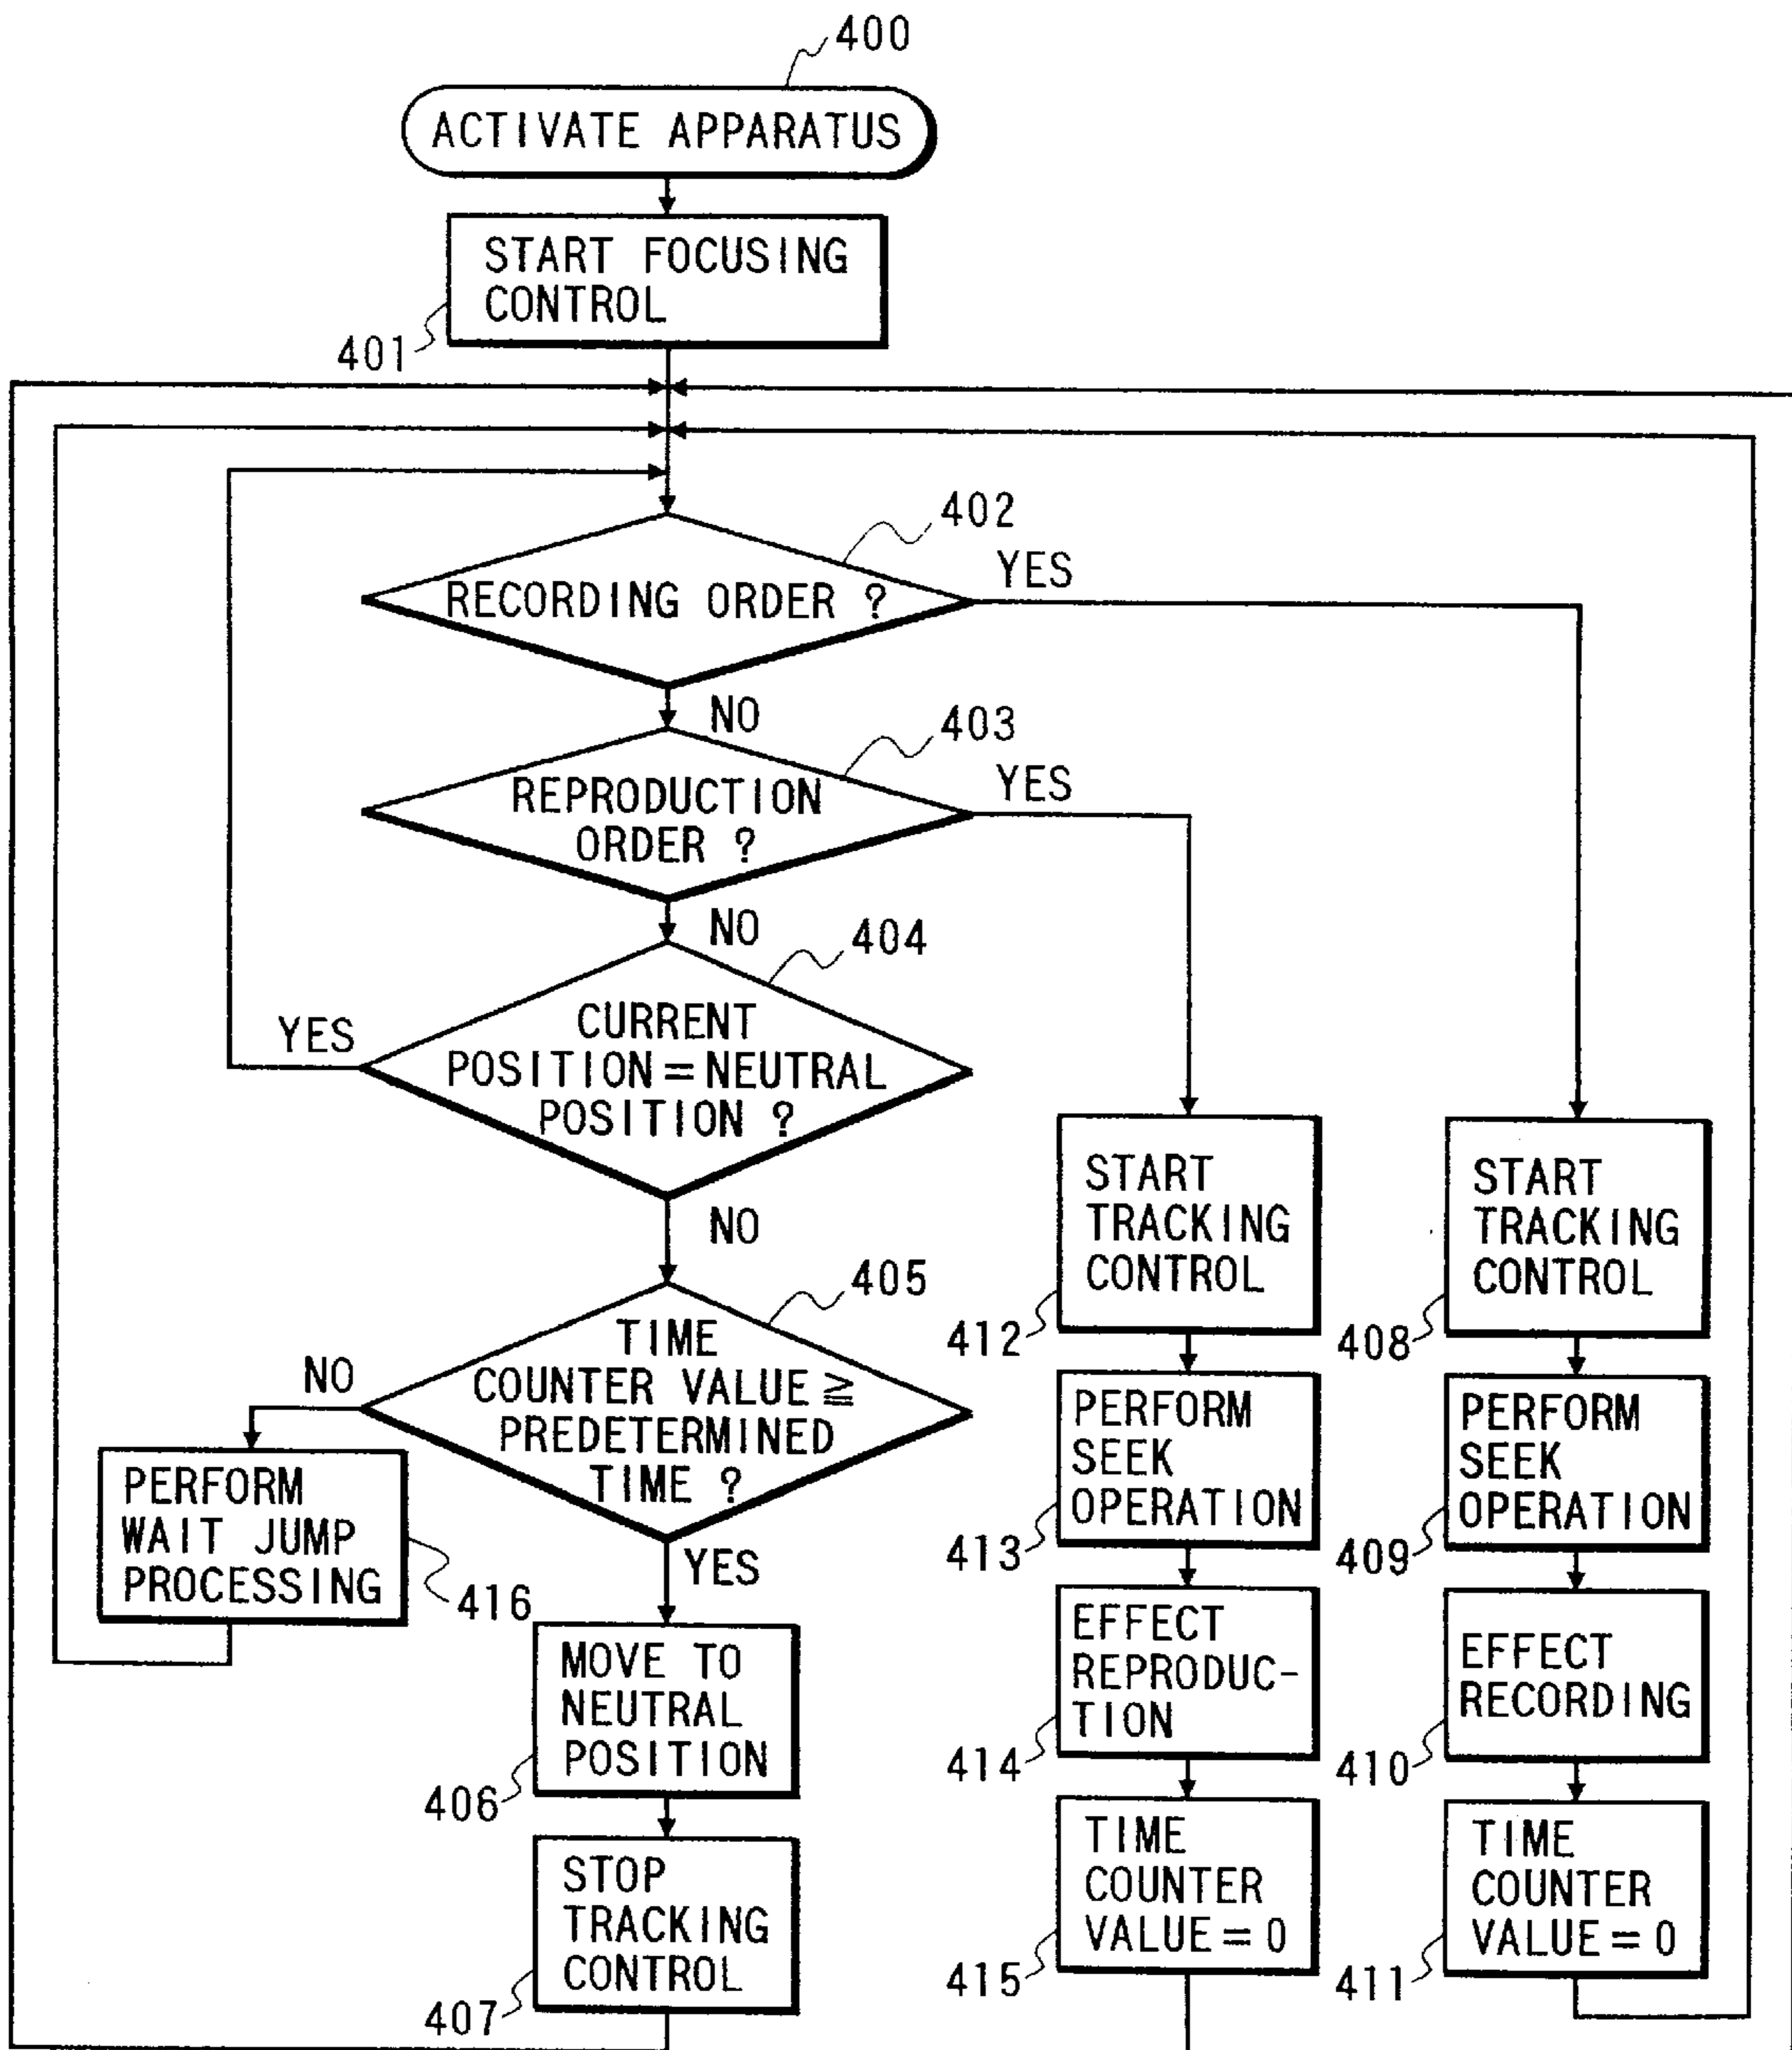 400
ACTIVATE APPARATUS
START FOCUSING
CONTROL
401
402
RECORDING ORDER ?
YES
NO
403
REPRODUCTION
ORDER ?
YES
NO
404
CURRENT
POSITION = NEUTRAL
POSITION ?
YES
NO
405
TIME
COUNTER VALUE ≧
PREDETERMINED
TIME ?
NO
YES
PERFORM
WAIT JUMP
PROCESSING
416
MOVE TO
NEUTRAL
POSITION
406
STOP
TRACKING
CONTROL
407
START
TRACKING
CONTROL
412
PERFORM
SEEK
OPERATION
413
EFFECT
REPRODUC-
TION
414
TIME
COUNTER
VALUE = 0
415
START
TRACKING
CONTROL
408
PERFORM
SEEK
OPERATION
409
EFFECT
RECORDING
410
TIME
COUNTER
VALUE = 0
411